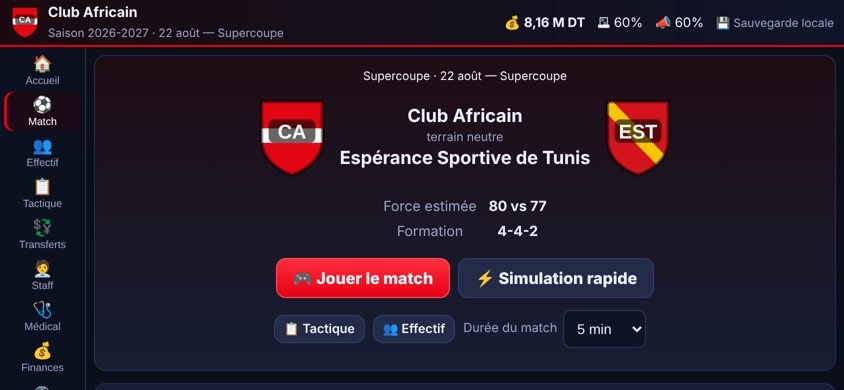 CA
Club Africain
Saison 2026-2027 · 22 août — Supercoupe
💰 8,16 M DT 🗳 60% 📣 60% 💾 Sauvegarde locale
Accueil
Match
Effectif
Tactique
Transferts
Staff
Médical
Finances
Supercoupe · 22 août — Supercoupe
CA
Club Africain
terrain neutre
Espérance Sportive de Tunis
EST
Force estimée 80 vs 77
Formation 4-4-2
🎮 Jouer le match
⚡ Simulation rapide
📋 Tactique
👥 Effectif
Durée du match 5 min